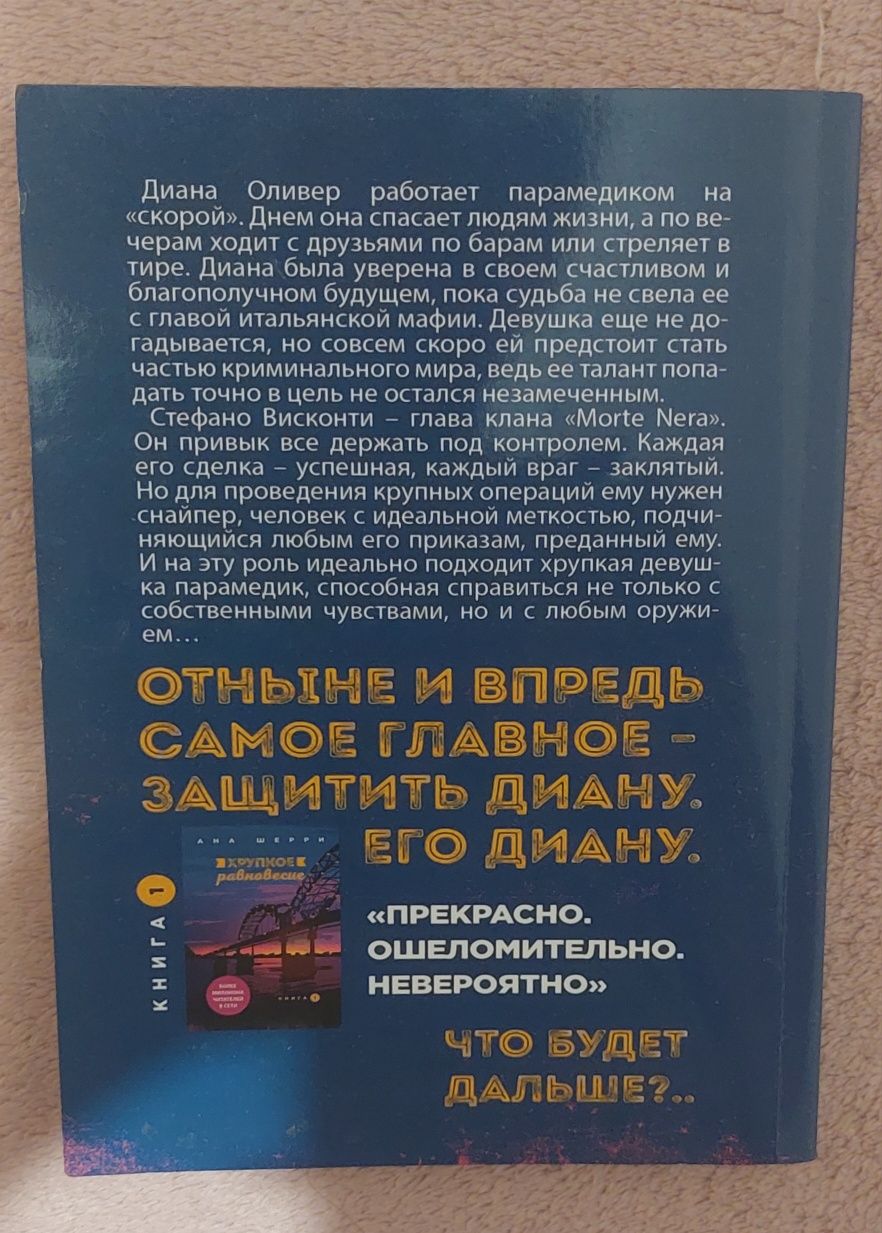 Диана Оливер работает парамедиком на
«скорой». Днем она спасает людям жизни, а по ве-
черам ходит с друзьями по барам или стреляет в
тире. Диана была уверена в своем счастливом и
благополучном будущем, пока судьба не свела ее
с главой итальянской мафии. Девушка еще не до-
гадывается, но совсем скоро ей предстоит стать
частью криминального мира, ведь ее талант попа-
дать точно в цель не остался незамеченным.
Стефано Висконти – глава клана «Morte Nera».
Он привык все держать под контролем. Каждая
его сделка – успешная, каждый враг – заклятый.
Но для проведения крупных операций ему нужен
снайпер, человек с идеальной меткостью, подчи-
няющийся любым его приказам, преданный ему.
И на эту роль идеально подходит хрупкая девуш-
ка парамедик, способная справиться не только с
собственными чувствами, но и с любым оружи-
ем...
ОТНЫНЕ И ВПРЕДЬ
САМОЕ ГЛАВНОЕ –
ЗАЩИТИТЬ ДИАНУ.
ЕГО ДИАНУ.
КНИГА 1
АНА ШЕРРИ
ХРУПКОЕ
равновесие
БОЛЕЕ
МИЛЛИОНА
ЧИТАТЕЛЕЙ
В СЕТИ
КНИГА 1
«ПРЕКРАСНО.
ОШЕЛОМИТЕЛЬНО.
НЕВЕРОЯТНО»
ЧТО БУДЕТ
ДАЛЬШЕ?..